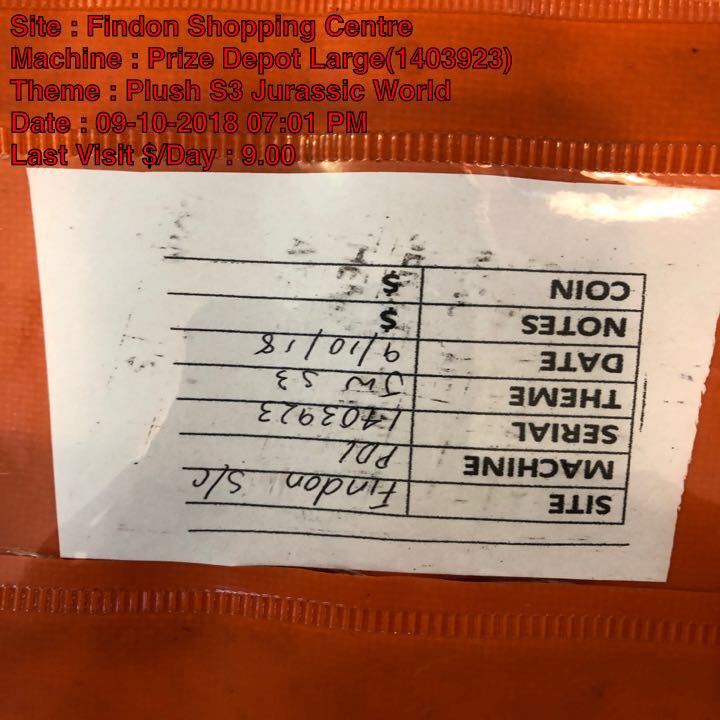 Site : Findon Shopping Centre
Machine : Prize Depot Large(1403923)
Theme : Plush S3 Jurassic World
Date : 09-10-2018 07:01 PM
Last Visit $/Day : 9.00
SITE Findon S/C
MACHINE PDL
SERIAL 1403923
THEME JW S3
DATE 9/10/18
NOTES $
COIN $